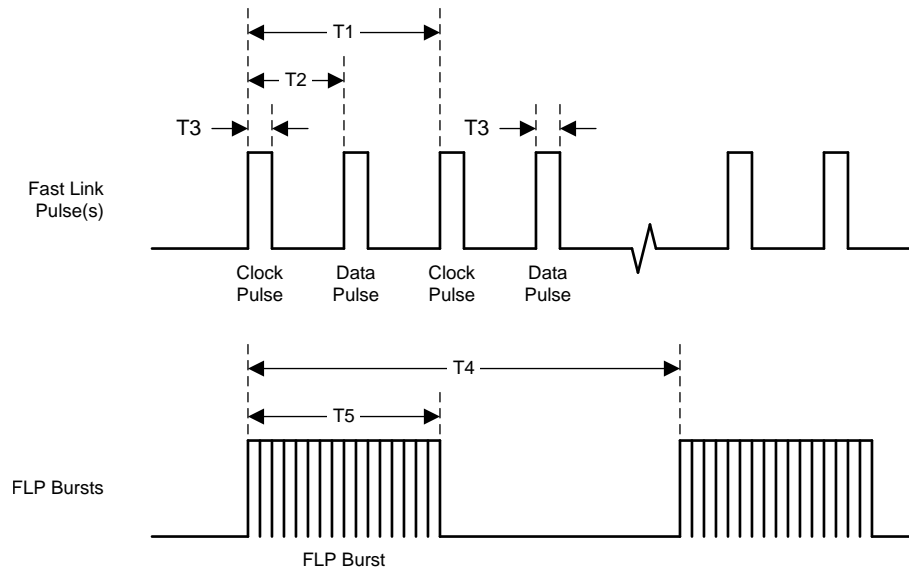 T1
T2
T3
T3
Fast Link
Pulse(s)
Clock
Pulse
Data
Pulse
Clock
Pulse
Data
Pulse
T4
T5
FLP Bursts
FLP Burst